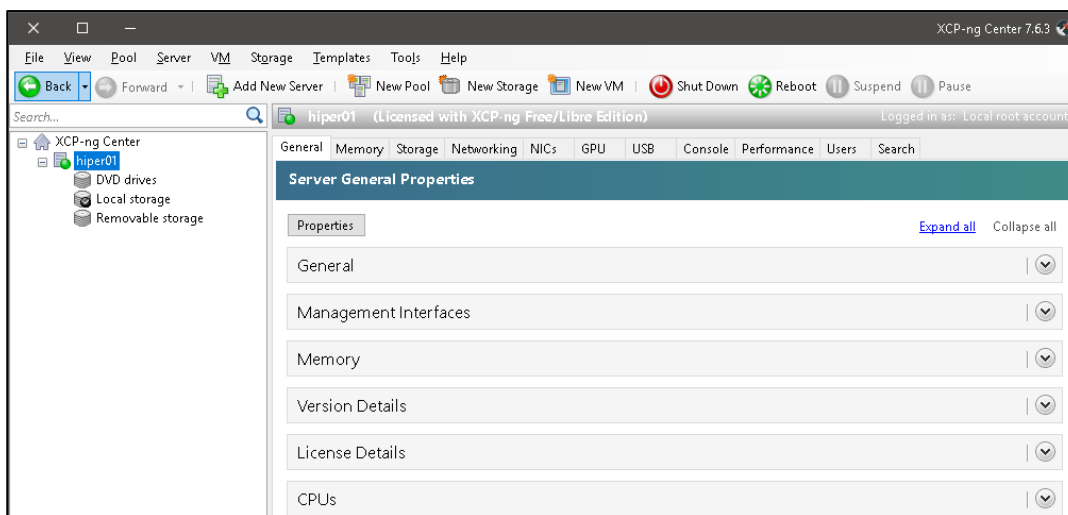 XCP-ng Center 7.6.3
File View Pool Server VM Storage Templates Tools Help
Back Forward Add New Server New Pool New Storage New VM Shut Down Reboot Suspend Pause
Search... hiper01 (Licensed with XCP-ng Free/Libre Edition) Logged in as: Local root account
XCP-ng Center
hiper01
DVD drives
Local storage
Removable storage
General Memory Storage Networking NICs GPU USB Console Performance Users Search
Server General Properties
Properties Expand all Collapse all
General
Management Interfaces
Memory
Version Details
License Details
CPUs